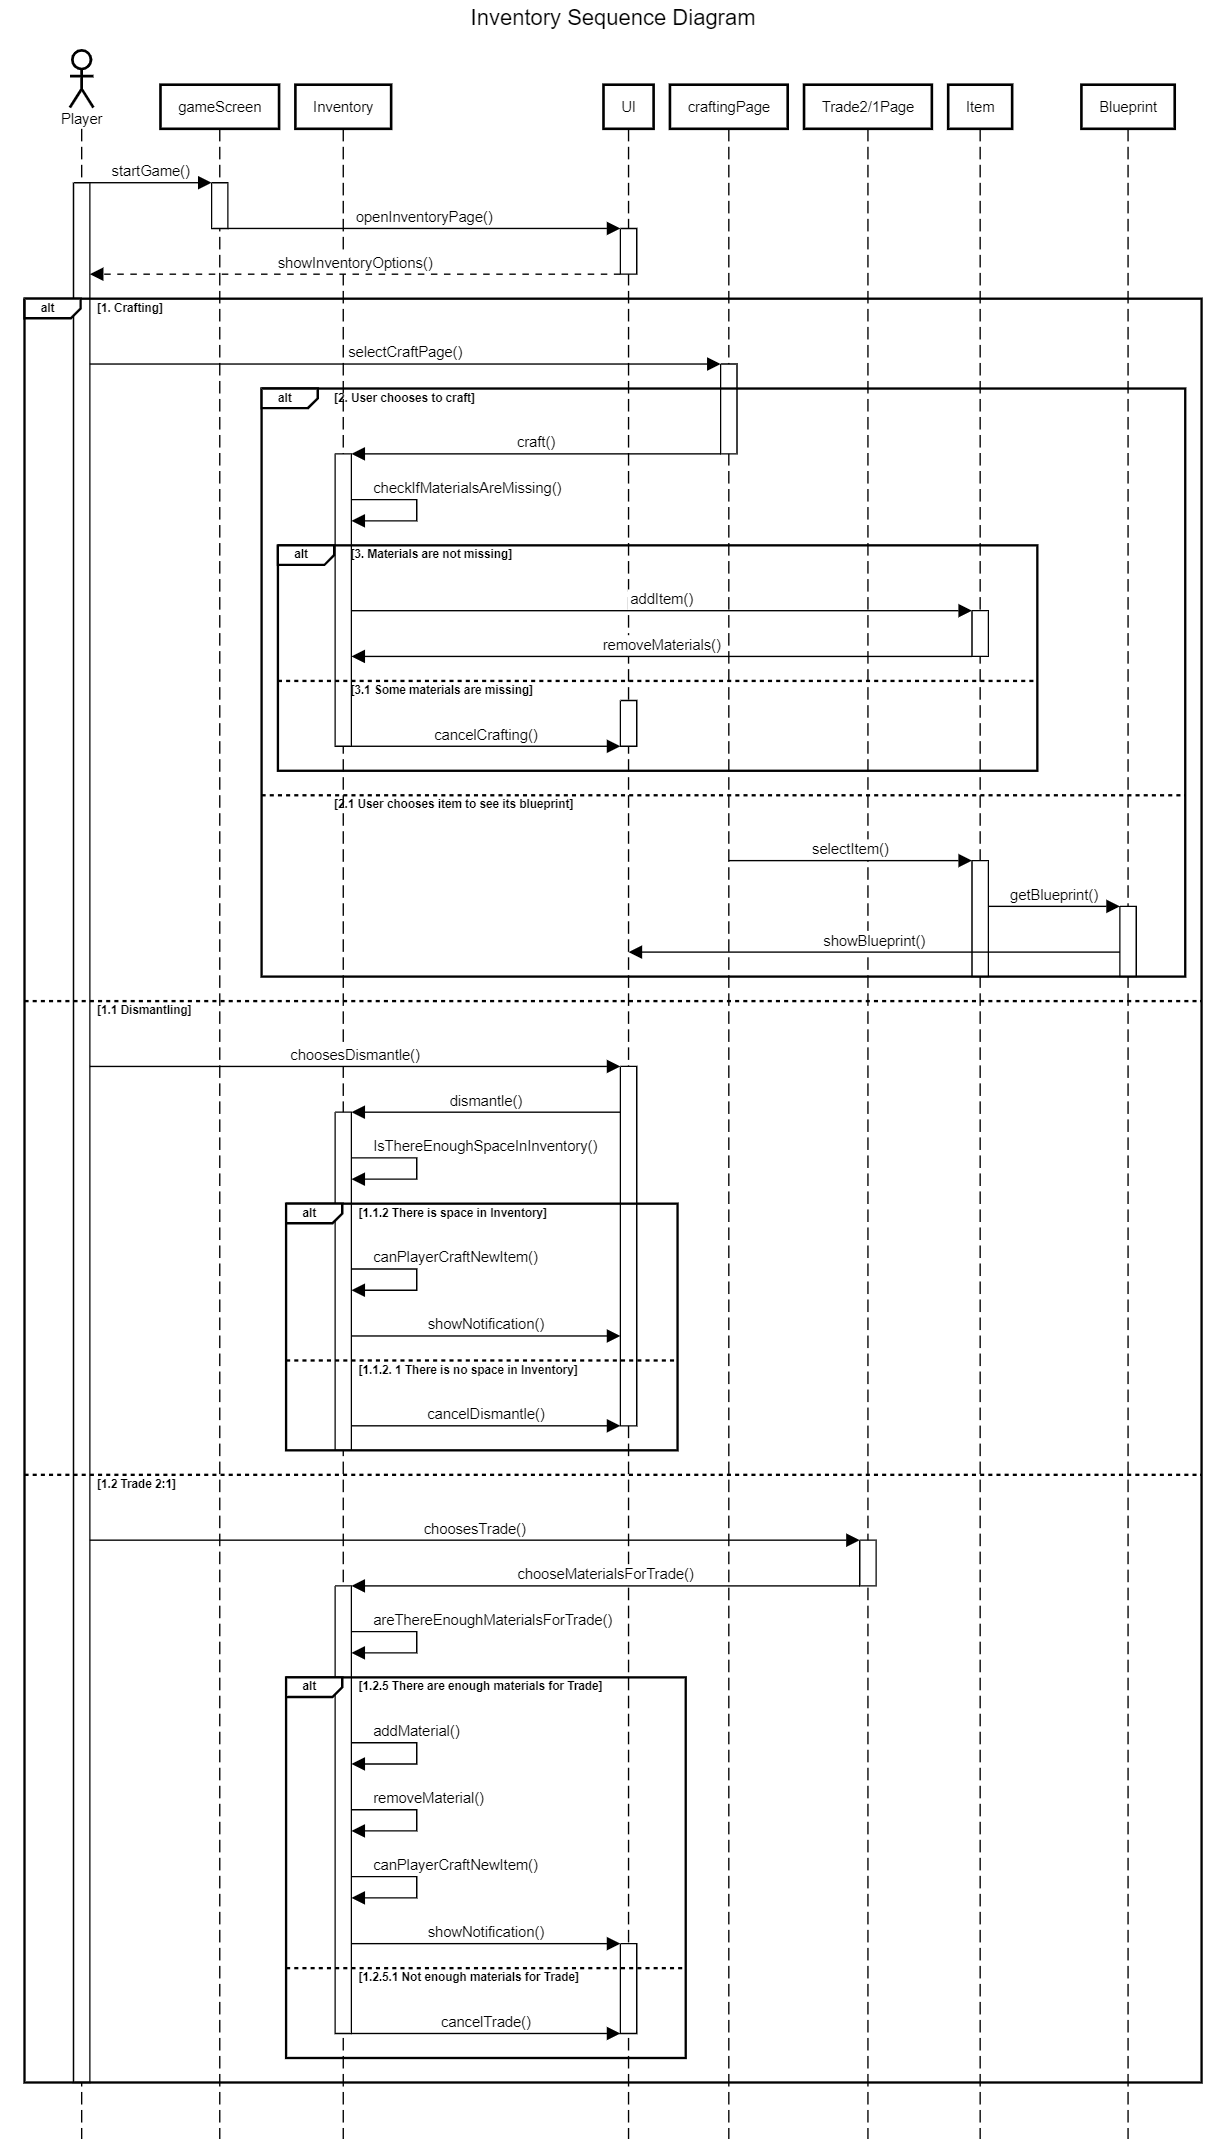 Inventory Sequence Diagram
Player
gameScreen
Inventory
UI
craftingPage
Trade2/1Page
Item
Blueprint
startGame()
openInventoryPage()
showInventoryOptions()
alt
[1. Crafting]
selectCraftPage()
alt
[2. User chooses to craft]
craft()
checkIfMaterialsAreMissing()
alt
[3. Materials are not missing]
addItem()
removeMaterials()
[3.1 Some materials are missing]
cancelCrafting()
[2.1 User chooses item to see its blueprint]
selectItem()
getBlueprint()
showBlueprint()
[1.1 Dismantling]
choosesDismantle()
dismantle()
IsThereEnoughSpaceInInventory()
alt
[1.1.2 There is space in Inventory]
canPlayerCraftNewItem()
showNotification()
[1.1.2. 1 There is no space in Inventory]
cancelDismantle()
[1.2 Trade 2:1]
choosesTrade()
chooseMaterialsForTrade()
areThereEnoughMaterialsForTrade()
alt
[1.2.5 There are enough materials for Trade]
addMaterial()
removeMaterial()
canPlayerCraftNewItem()
showNotification()
[1.2.5.1 Not enough materials for Trade]
cancelTrade()